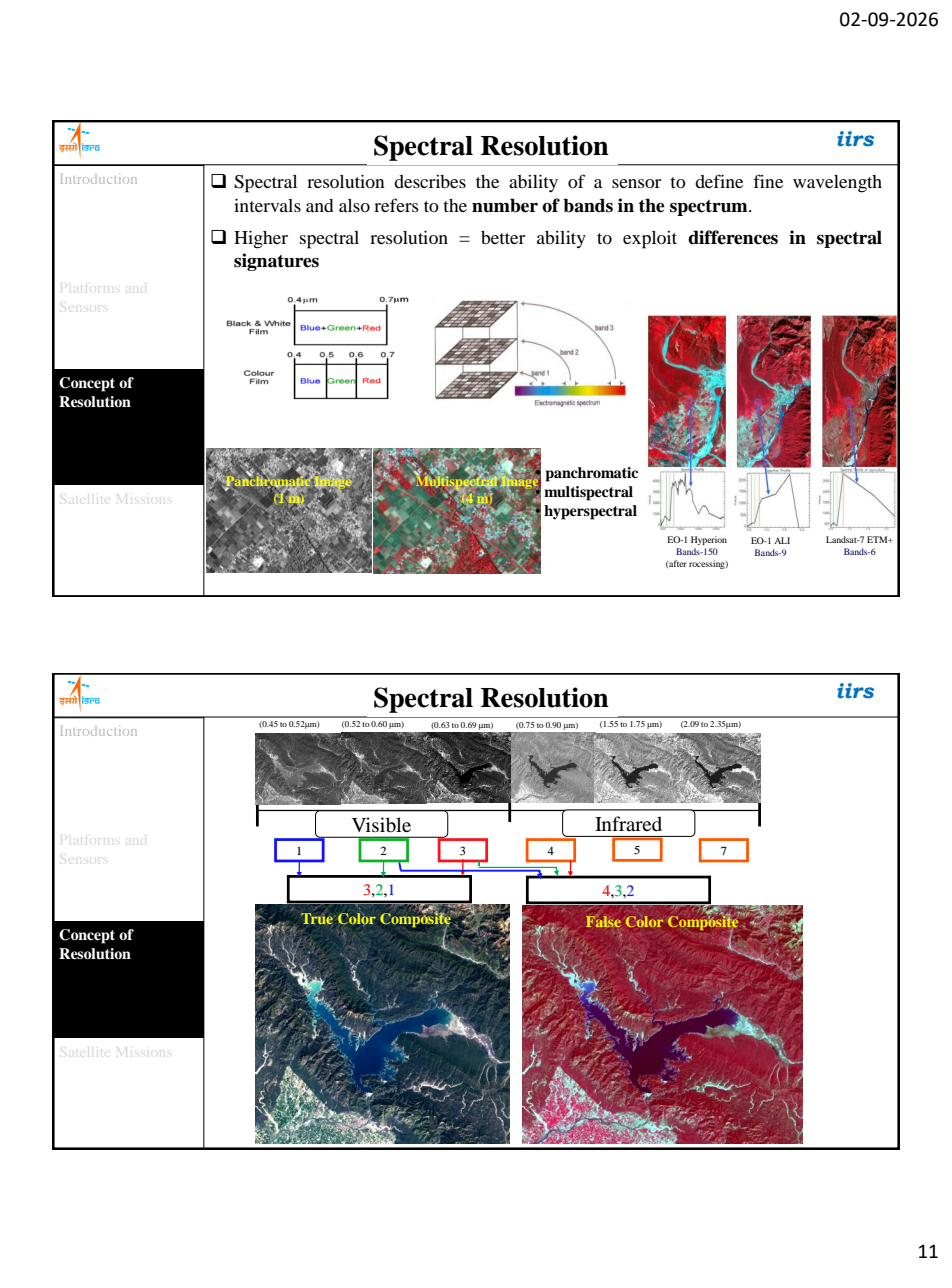 02-09-2026
इसरो isro
Spectral Resolution
iirs
Introduction
Platforms and
Sensors
Concept of
Resolution
Satellite Missions
❑ Spectral resolution describes the ability of a sensor to define fine wavelength
intervals and also refers to the number of bands in the spectrum.
❑ Higher spectral resolution = better ability to exploit differences in spectral
signatures
0.4μm 0.7μm
Black & White
Film
Blue+Green+Red
0.4 0.5 0.6 0.7
Colour
Film
Blue Green Red
band 3
band 2
band 1
Electromagnetic spectrum
Panchromatic Image
(1 m)
Multispectral Image
(4 m)
• panchromatic
• multispectral
• hyperspectral
EO-1 Hyperion
Bands-150
(after rocessing)
EO-1 ALI
Bands-9
Landsat-7 ETM+
Bands-6
इसरो isro
Spectral Resolution
iirs
Introduction
Platforms and
Sensors
Concept of
Resolution
Satellite Missions
(0.45 to 0.52μm) (0.52 to 0.60 μm) (0.63 to 0.69 μm) (0.75 to 0.90 μm) (1.55 to 1.75 μm) (2.09 to 2.35μm)
Visible Infrared
1 2 3 4 5 7
3,2,1 4,3,2
True Color Composite
False Color Composite
11